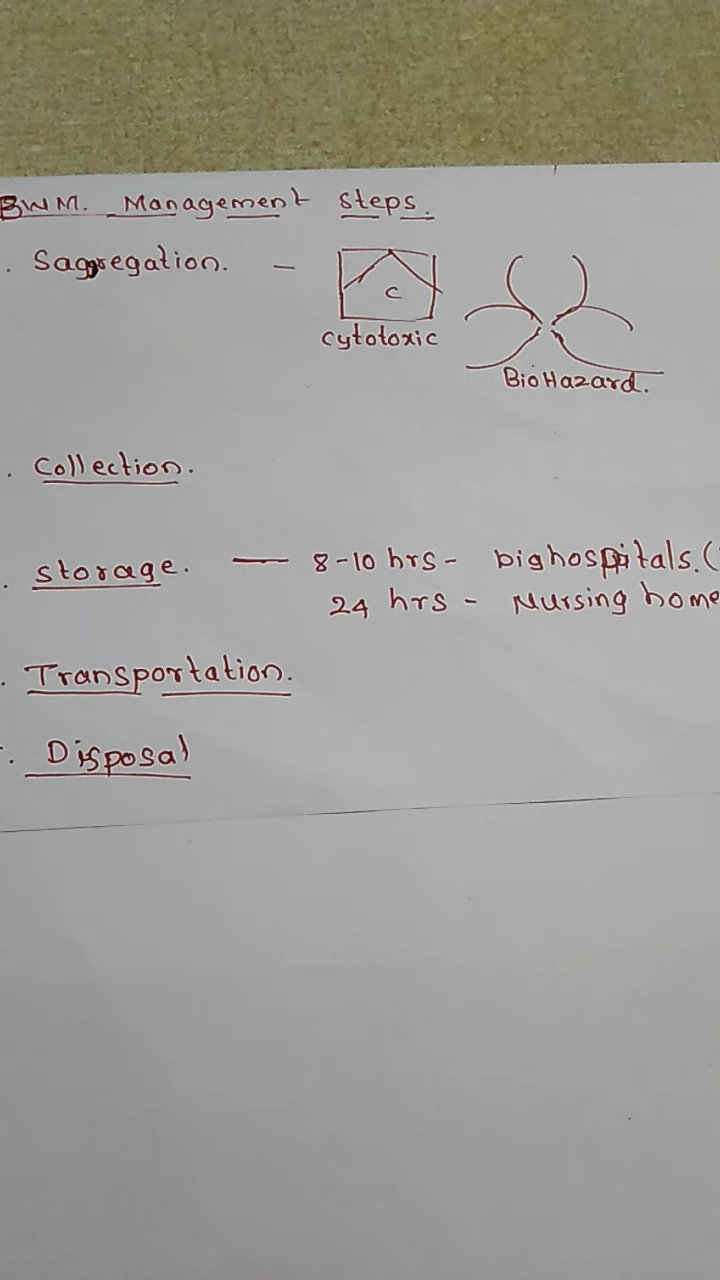 BWM. Management steps.
. Saggregation. —
C
Cytotoxic
BioHazard.
. Collection.
. Storage. — 8-10 hrs - bighospitals. (
24 hrs - Nursing home
. Transportation.
. Disposal